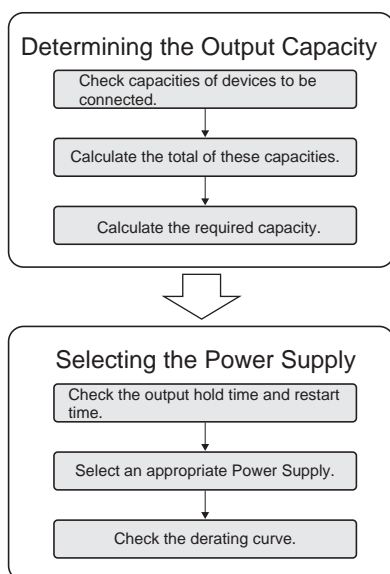 Determining the Output Capacity
Check capacities of devices to be
connected.
Calculate the total of these capacities.
Calculate the required capacity.
Selecting the Power Supply
Check the output hold time and restart
time.
Select an appropriate Power Supply.
Check the derating curve.